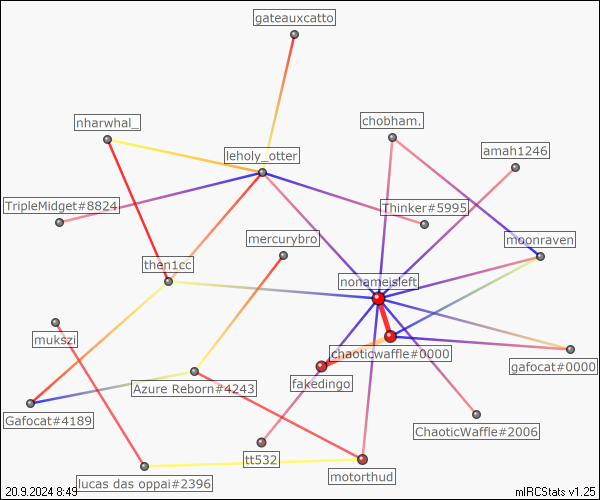 gateauxcatto
nharwhal_
chobham.
leholy_otter
amah1246
TripleMidget#8824
Thinker#5995
mercurybro
moonraven
then1cc
nonameisleft
mukszi
chaoticwaffle#0000
gafocat#0000
fakedingo
Azure Reborn#4243
Gafocat#4189
ChaoticWaffle#2006
tt532
motorthud
lucas das oppai#2396
20.9.2024 8:49
mIRCStats v1.25